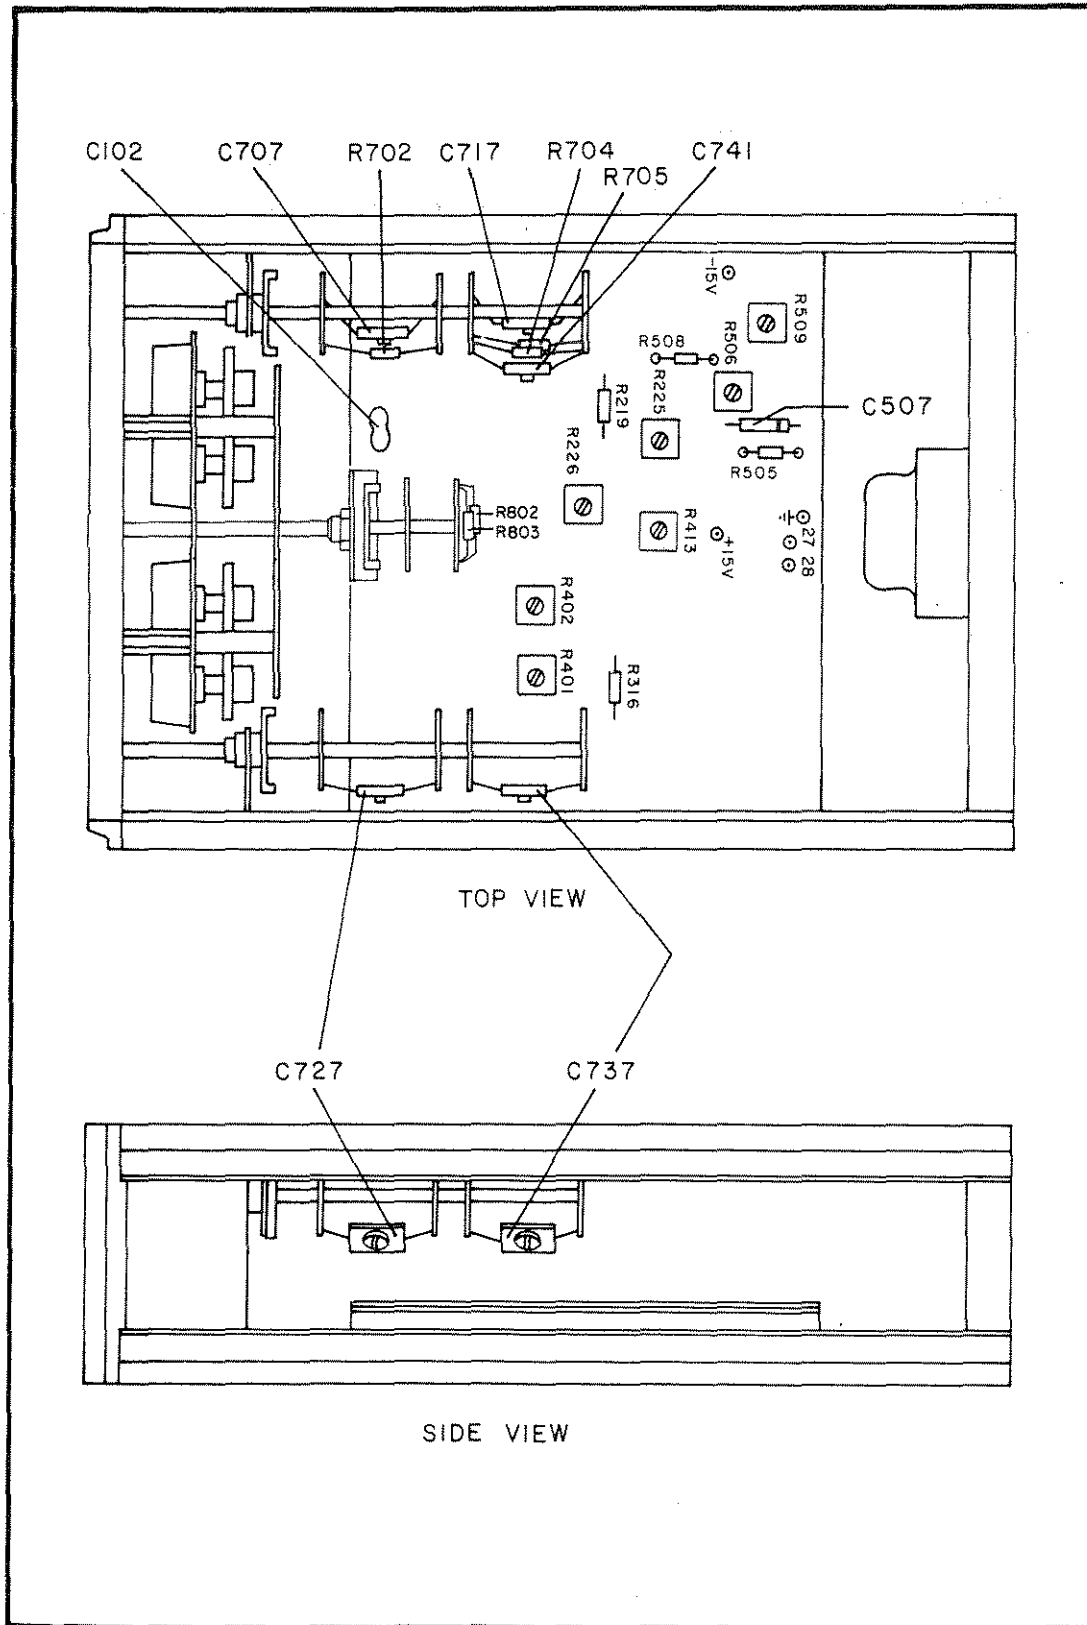 C102 C707 R702 C717 R704 C741
R705
-15V
R509
R508
R506
R219
R225
C507
R226
R505
R802
R803
R413
+15V
27
28
R402
R401
R316
TOP VIEW
C727 C737
SIDE VIEW